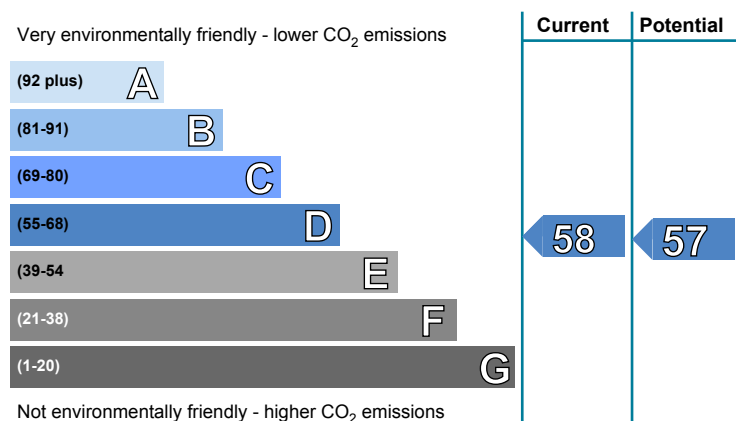 Very environmentally friendly - lower CO₂ emissions
Current
Potential
(92 plus) A
(81-91) B
(69-80) C
(55-68) D
58
57
(39-54 E
(21-38) F
(1-20) G
Not environmentally friendly - higher CO₂ emissions